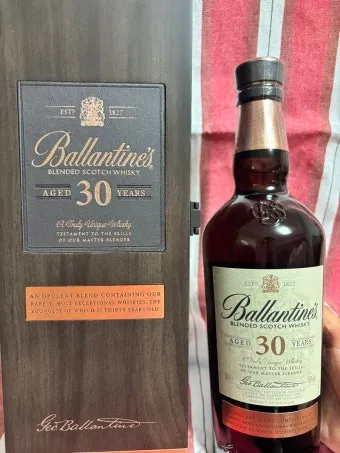 ESTD 1827
Ballantine's
BLENDED SCOTCH WHISKY
AGED 30 YEARS
A Truly Unique Whisky
TESTAMENT TO THE SKILLS
OF OUR MASTER BLENDER
AN OPULENT BLEND CONTAINING OUR
RAREST, MOST EXCEPTIONAL WHISKIES, THE
YOUNGEST OF WHICH IS THIRTY YEARS OLD
Geo Ballantine
ESTD 1827
Ballantine's
BLENDED SCOTCH WHISKY
AGED 30 YEARS
A Truly Unique Whisky
TESTAMENT TO THE SKILLS
OF OUR MASTER BLENDER
Geo Ballantine